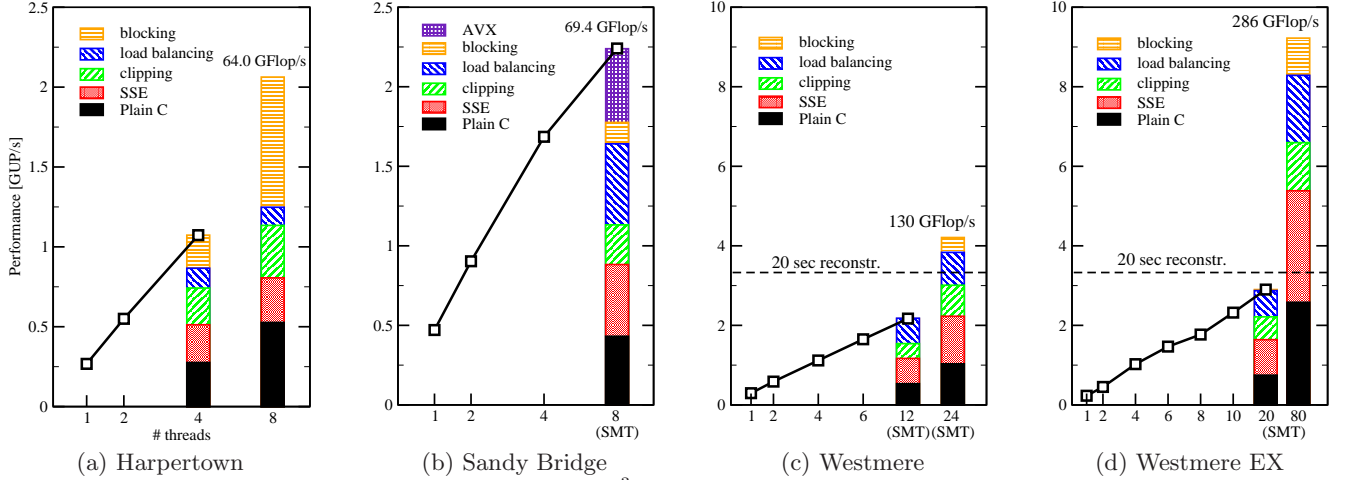 Performance [GUP/s]
2.5
2
1.5
1
0.5
0
blocking
load balancing
clipping
SSE
Plain C
64.0 GFlop/s
1 2 4 8
# threads
(a) Harpertown
2.5
2
1.5
1
0.5
0
AVX
blocking
load balancing
clipping
SSE
Plain C
69.4 GFlop/s
1 2 4 8
(SMT)
(b) Sandy Bridge
10
8
6
4
2
0
blocking
load balancing
clipping
SSE
Plain C
130 GFlop/s
20 sec reconstr.
1 2 4 6 12 24
(SMT) (SMT)
(c) Westmere
10
8
6
4
2
0
blocking
load balancing
clipping
SSE
Plain C
286 GFlop/s
20 sec reconstr.
1 2 4 6 8 10 20 80
(SMT)
(d) Westmere EX